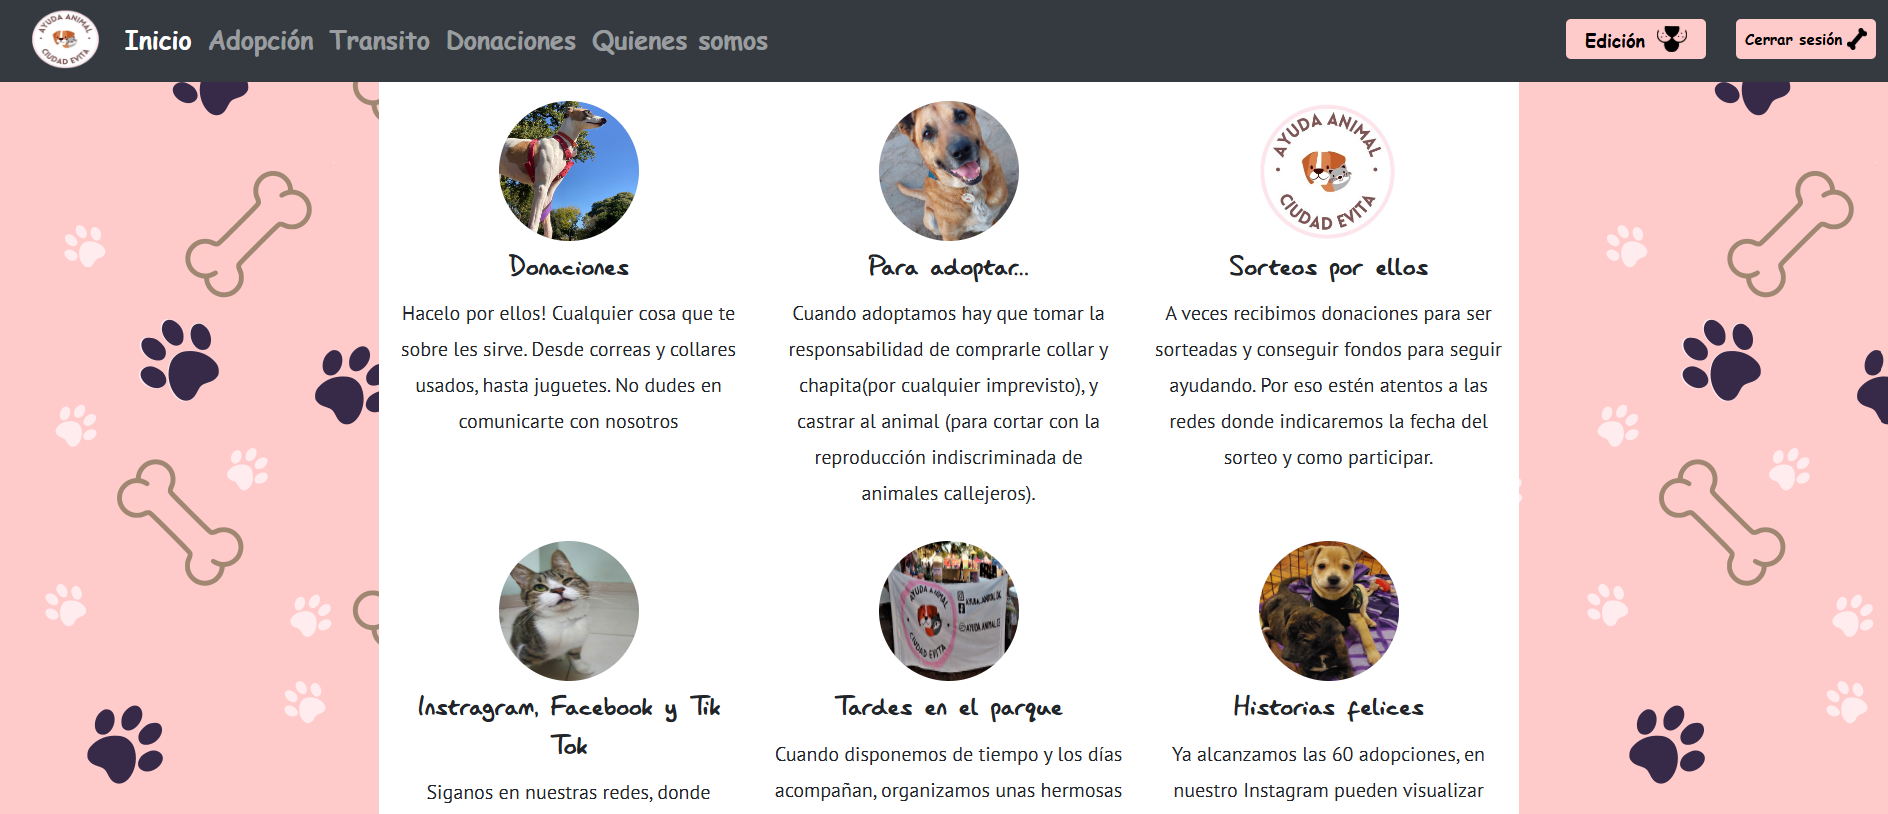 AYUDA ANIMAL
CIUDAD EVITA
Inicio Adopción Transito Donaciones Quienes somos
Edición
Cerrar sesión
AYUDA ANIMAL
CIUDAD EVITA
Donaciones
Hacelo por ellos! Cualquier cosa que te
sobre les sirve. Desde correas y collares
usados, hasta juguetes. No dudes en
comunicarte con nosotros
Para adoptar...
Cuando adoptamos hay que tomar la
responsabilidad de comprarle collar y
chapita(por cualquier imprevisto), y
castrar al animal (para cortar con la
reproducción indiscriminada de
animales callejeros).
Sorteos por ellos
A veces recibimos donaciones para ser
sorteadas y conseguir fondos para seguir
ayudando. Por eso estén atentos a las
redes donde indicaremos la fecha del
sorteo y como participar.
AYUDA ANIMAL
CIUDAD EVITA
Instragram, Facebook y Tik
Tok
Siganos en nuestras redes, donde
Tardes en el parque
Cuando disponemos de tiempo y los días
acompañan, organizamos unas hermosas
Historias felices
Ya alcanzamos las 60 adopciones, en
nuestro Instagram pueden visualizar